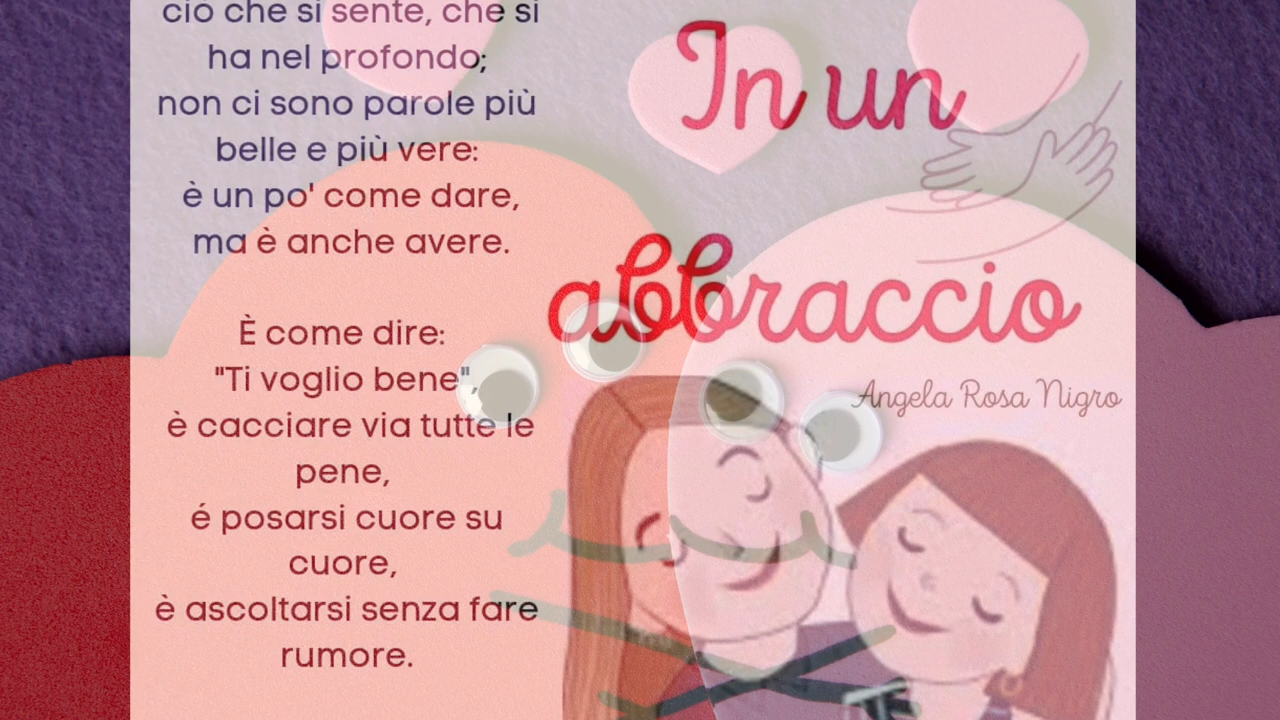 ciò che si sente, che si
ha nel profondo;
non ci sono parole più
belle e più vere:
è un po' come dare,
ma è anche avere.
È come dire:
"Ti voglio bene",
è cacciare via tutte le
pene,
é posarsi cuore su
cuore,
è ascoltarsi senza fare
rumore.
In un
abbraccio
Angela Rosa Nigro